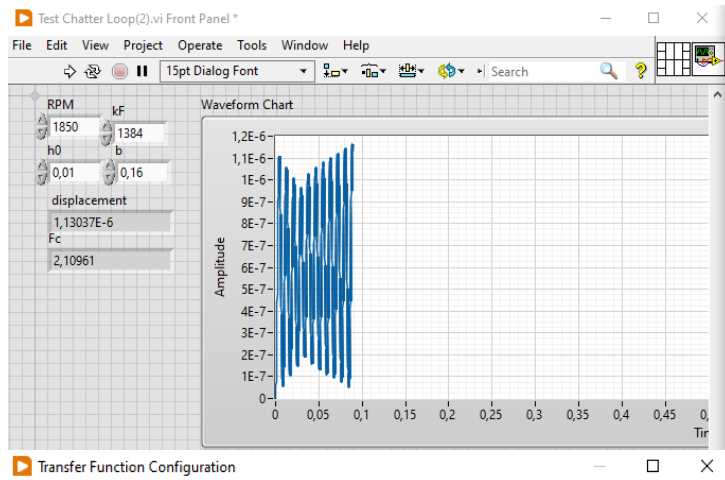 Test Chatter Loop(2).vi Front Panel *
File Edit View Project Operate Tools Window Help
15pt Dialog Font Search
RPM kF Waveform Chart
1850 1384
h0 b
0,01 0,16
displacement
1,13037E-6
Fc
2,10961
Amplitude
1,2E-6
1,1E-6
1E-6
9E-7
8E-7
7E-7
6E-7
5E-7
4E-7
3E-7
2E-7
1E-7
0
0 0,05 0,1 0,15 0,2 0,25 0,3 0,35 0,4 0,45 0,
Tir
Transfer Function Configuration